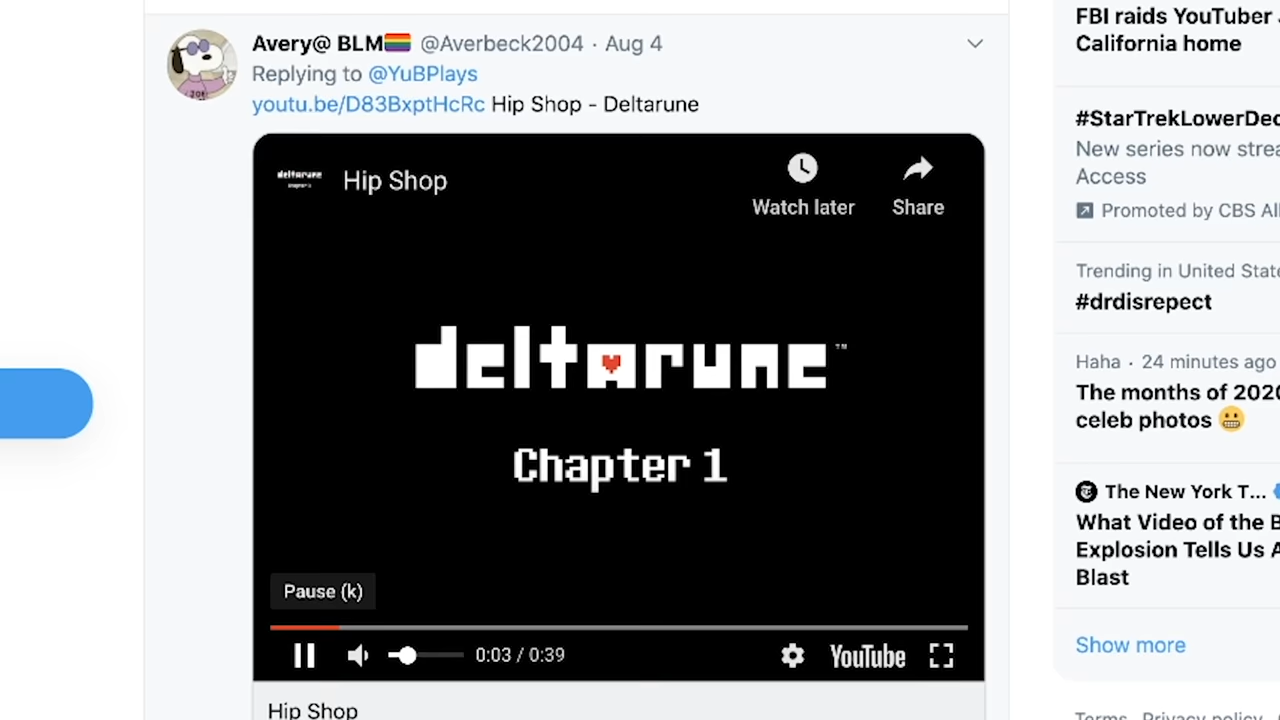 Avery@ BLM🏳️‍🌈 @Averbeck2004 · Aug 4
Replying to @YuBPlays
youtu.be/D83BxptHcRc Hip Shop - Deltarune
deltarune
Hip Shop
Watch later
Share
deltarune™
Chapter 1
Pause (k)
0:03 / 0:39
YouTube
Hip Shop
FBI raids YouTuber
California home
#StarTrekLowerDec
New series now strea
Access
Promoted by CBS All
Trending in United State
#drdisrepect
Haha · 24 minutes ago
The months of 2020
celeb photos 😬
The New York T...
What Video of the B
Explosion Tells Us A
Blast
Show more
Terms Privacy policy